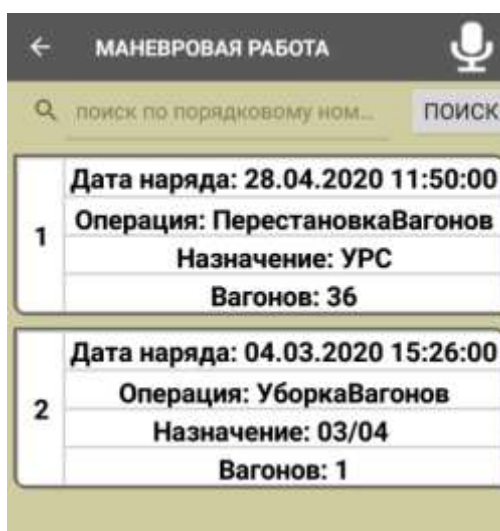 МАНЕВРОВАЯ РАБОТА
поиск по порядковому ном...
ПОИСК
1
Дата наряда: 28.04.2020 11:50:00
Операция: ПерестановкаВагонов
Назначение: УРС
Вагонов: 36
2
Дата наряда: 04.03.2020 15:26:00
Операция: УборкаВагонов
Назначение: 03/04
Вагонов: 1